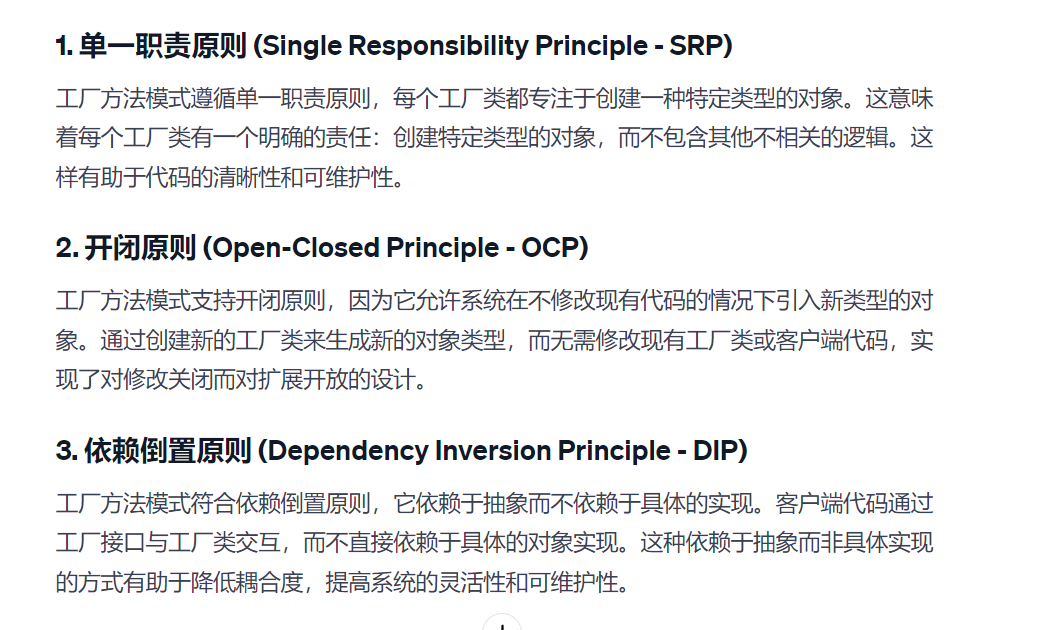 1. 单一职责原则 (Single Responsibility Principle - SRP)
工厂方法模式遵循单一职责原则，每个工厂类都专注于创建一种特定类型的对象。这意味
着每个工厂类有一个明确的责任：创建特定类型的对象，而不包含其他不相关的逻辑。这
样有助于代码的清晰性和可维护性。
2. 开闭原则 (Open-Closed Principle - OCP)
工厂方法模式支持开闭原则，因为它允许系统在不修改现有代码的情况下引入新类型的对
象。通过创建新的工厂类来生成新的对象类型，而无需修改现有工厂类或客户端代码，实
现了对修改关闭而对扩展开放的设计。
3. 依赖倒置原则 (Dependency Inversion Principle - DIP)
工厂方法模式符合依赖倒置原则，它依赖于抽象而不依赖于具体的实现。客户端代码通过
工厂接口与工厂类交互，而不直接依赖于具体的对象实现。这种依赖于抽象而非具体实现
的方式有助于降低耦合度，提高系统的灵活性和可维护性。